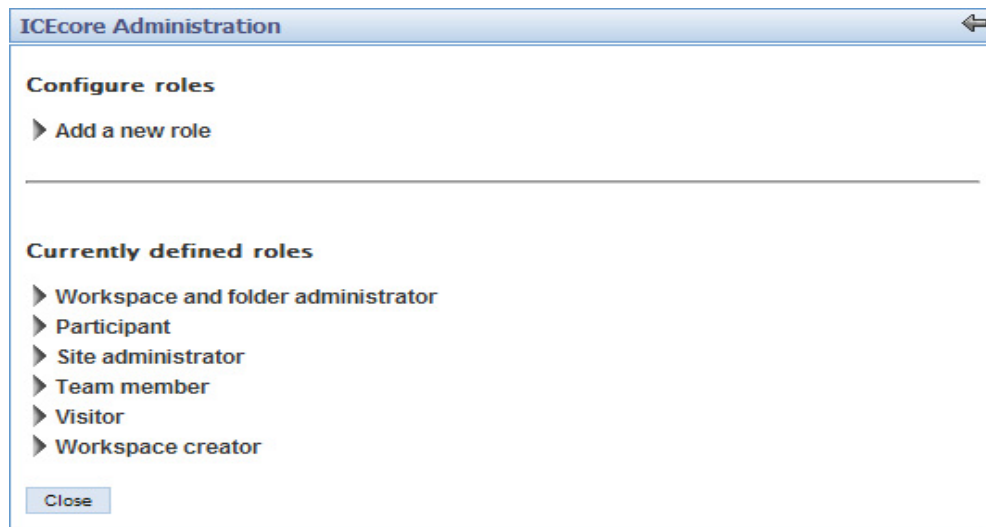 ICEcore Administration
Configure roles
Add a new role
Currently defined roles
Workspace and folder administrator
Participant
Site administrator
Team member
Visitor
Workspace creator
Close